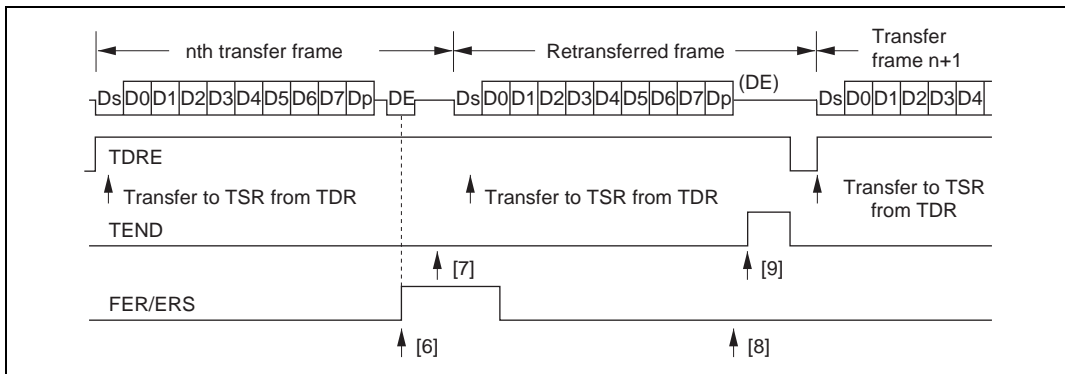 nth transfer frame
Retransferred frame
Transfer
frame n+1
Ds D0 D1 D2 D3 D4 D5 D6 D7 Dp DE
Ds D0 D1 D2 D3 D4 D5 D6 D7 Dp (DE)
Ds D0 D1 D2 D3 D4
TDRE
Transfer to TSR from TDR
Transfer to TSR from TDR
Transfer to TSR
from TDR
TEND
[7]
[9]
FER/ERS
[6]
[8]